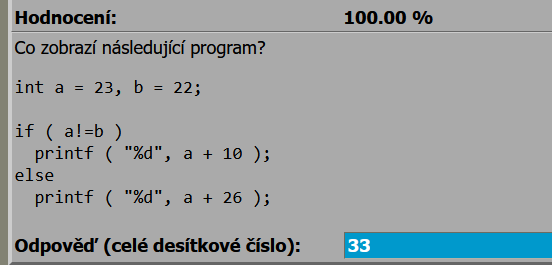 Hodnocení: 100.00 %
Co zobrazí následující program?
int a = 23, b = 22;
if ( a!=b )
  printf ( "%d", a + 10 );
else
  printf ( "%d", a + 26 );
Odpověď (celé desítkové číslo): 33